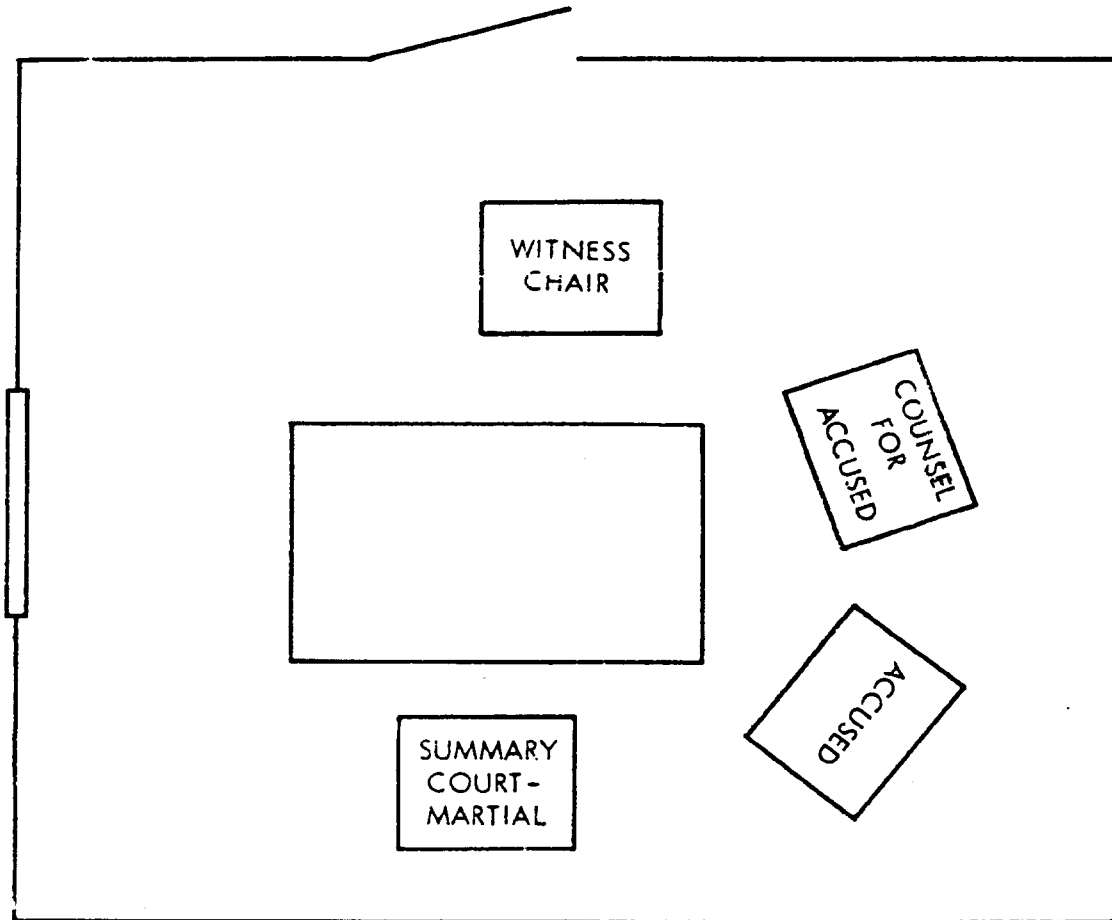 WITNESS
CHAIR
COUNSEL
FOR
ACCUSED
ACCUSED
SUMMARY
COURT-
MARTIAL